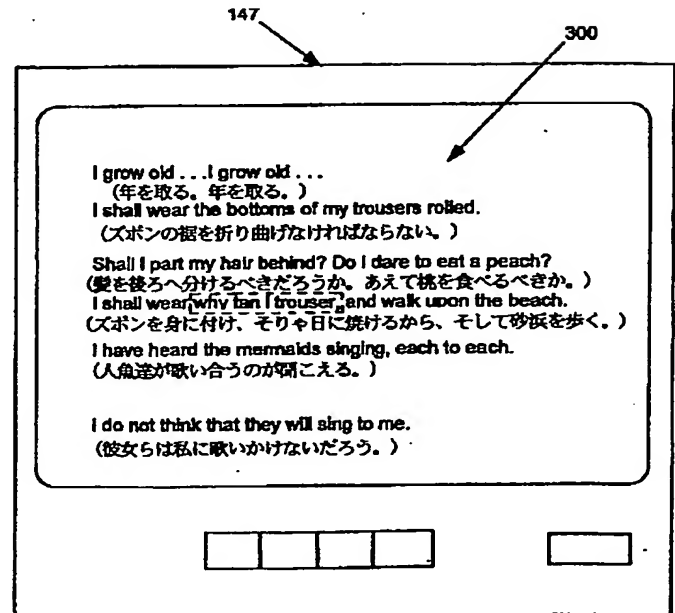 147
300
I grow old . . .I grow old . . .
(年を取る。年を取る。)
I shall wear the bottoms of my trousers rolled.
(ズボンの裾を折り曲げなければならない。)
Shall I part my hair behind? Do I dare to eat a peach?
(髪を後ろへ分けるべきだろうか。あえて桃を食べるべきか。)
I shall wear why tan I trouser, and walk upon the beach.
(ズボンを身に付け、そりゃ日に焼けるから、そして砂浜を歩く。)
I have heard the mermaids singing, each to each.
(人魚達が歌い合うのが聞こえる。)
I do not think that they will sing to me.
(彼女らは私に歌いかけないだろう。)